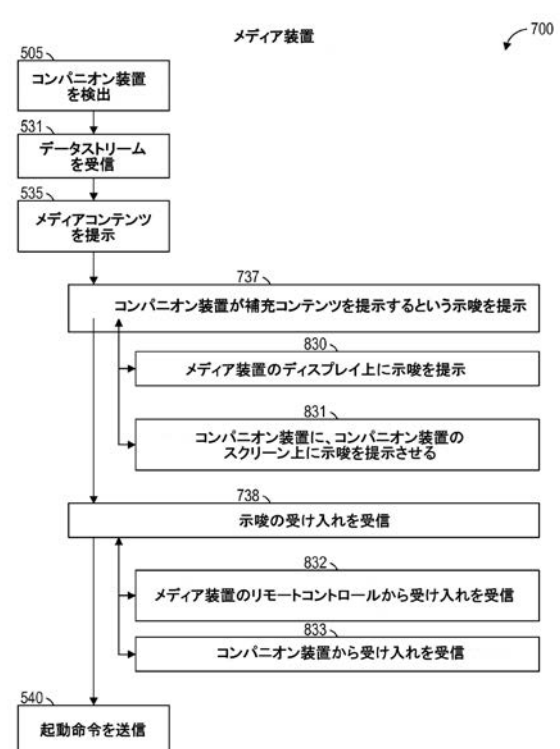 メディア装置
700
505
コンパニオン装置
を検出
531
データストリーム
を受信
535
メディアコンテンツ
を提示
737
コンパニオン装置が補充コンテンツを提示するという示唆を提示
830
メディア装置のディスプレイ上に示唆を提示
831
コンパニオン装置に、コンパニオン装置の
スクリーン上に示唆を提示させる
738
示唆の受け入れを受信
832
メディア装置のリモートコントロールから受け入れを受信
833
コンパニオン装置から受け入れを受信
540
起動命令を送信